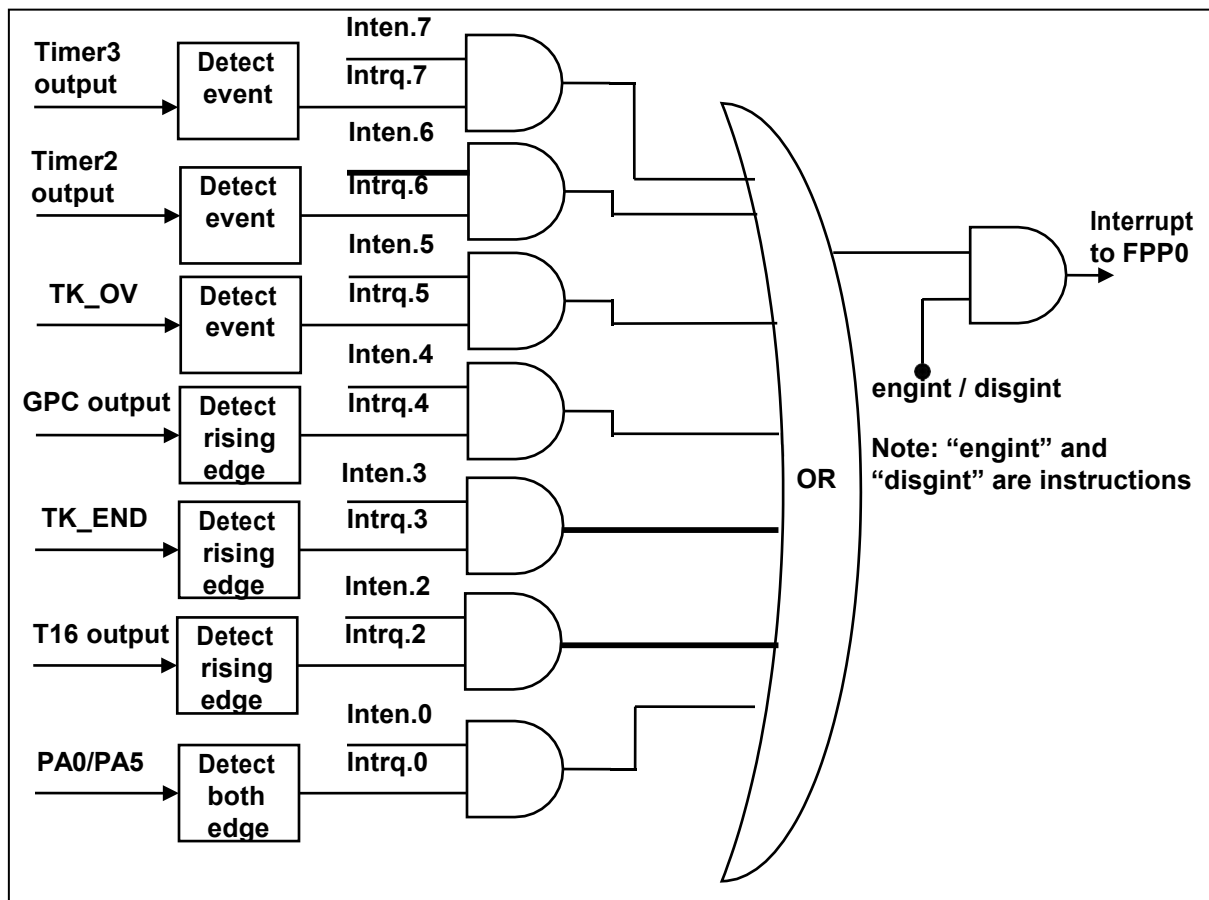 Timer3
output
Detect
event
Inten.7
Intrq.7
Timer2
output
Detect
event
Inten.6
Intrq.6
TK_OV
Detect
event
Inten.5
Intrq.5
GPC output
Detect
rising
edge
Inten.4
Intrq.4
TK_END
Detect
rising
edge
Inten.3
Intrq.3
T16 output
Detect
rising
edge
Inten.2
Intrq.2
PA0/PA5
Detect
both
edge
Inten.0
Intrq.0
OR
Interrupt
to FPP0
engint / disgint
Note: “engint” and
“disgint” are instructions